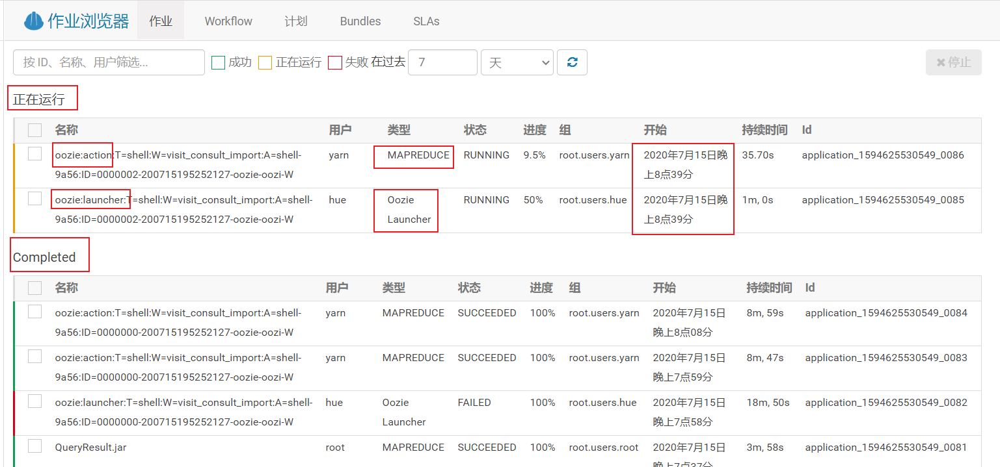 作业浏览器 作业 Workflow 计划 Bundles SLAs
按 ID、名称、用户筛选... 成功 正在运行 失败 在过去 7 天 停止
正在运行
名称 用户 类型 状态 进度 组 开始 持续时间 Id
oozie:action:T=shell:W=visit_consult_import:A=shell- yarn MAPREDUCE RUNNING 9.5% root.users.yarn 2020年7月15日晚 35.70s application_1594625530549_0086
9a56:ID=0000002-200715195252127-oozie-oozi-W 上8点39分
oozie:launcher:T=shell:W=visit_consult_import:A=shell- hue Oozie RUNNING 50% root.users.hue 2020年7月15日晚 1m, 0s application_1594625530549_0085
9a56:ID=0000002-200715195252127-oozie-oozi-W Launcher 上8点39分
Completed
名称 用户 类型 状态 进度 组 开始 持续时间 Id
oozie:action:T=shell:W=visit_consult_import:A=shell- yarn MAPREDUCE SUCCEEDED 100% root.users.yarn 2020年7月15日 8m, 59s application_1594625530549_0084
9a56:ID=0000000-200715195252127-oozie-oozi-W 晚上8点08分
oozie:action:T=shell:W=visit_consult_import:A=shell- yarn MAPREDUCE SUCCEEDED 100% root.users.yarn 2020年7月15日 8m, 47s application_1594625530549_0083
9a56:ID=0000000-200715195252127-oozie-oozi-W 晚上7点59分
oozie:launcher:T=shell:W=visit_consult_import:A=shell- hue Oozie FAILED 100% root.users.hue 2020年7月15日 18m, 50s application_1594625530549_0082
9a56:ID=0000000-200715195252127-oozie-oozi-W Launcher 晚上7点58分
QueryResult.jar root MAPREDUCE SUCCEEDED 100% root.users.root 2020年7月15日 3m, 58s application_1594625530549_0081
晚上7点37分